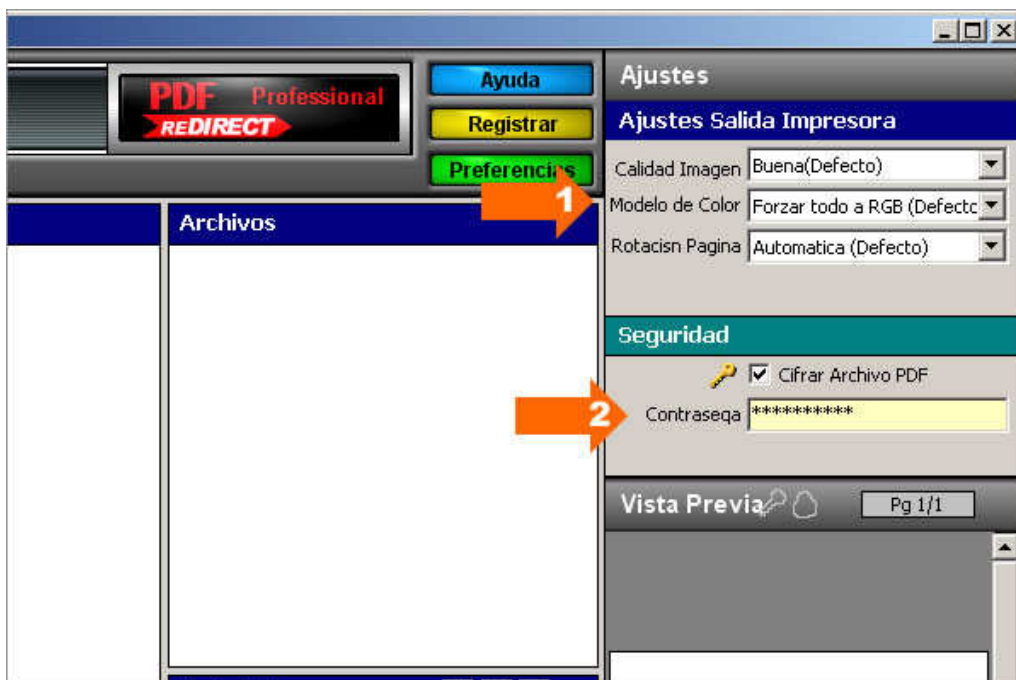 PDF Professional
REDIRECT
Ayuda
Registrar
Preferencias
Archivos
Ajustes
Ajustes Salida Impresora
Calidad Imagen Buena(Defecto)
1
Modelo de Color Forzar todo a RGB (Defectc
Rotacisn Pagina Automatica (Defecto)
Seguridad
Cifrar Archivo PDF
2
Contraseqa **********
Vista Previa Pg 1/1